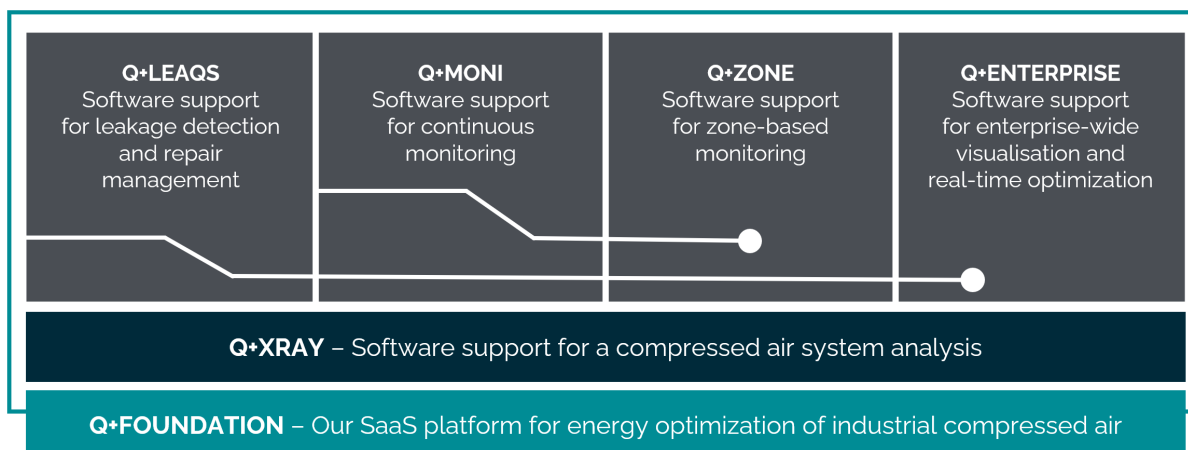 Q+LEAQS
Software support
for leakage detection
and repair
management
Q+MONI
Software support
for continuous
monitoring
Q+ZONE
Software support
for zone-based
monitoring
Q+ENTERPRISE
Software support
for enterprise-wide
visualisation and
real-time optimization
Q+XRAY – Software support for a compressed air system analysis
Q+FOUNDATION – Our SaaS platform for energy optimization of industrial compressed air